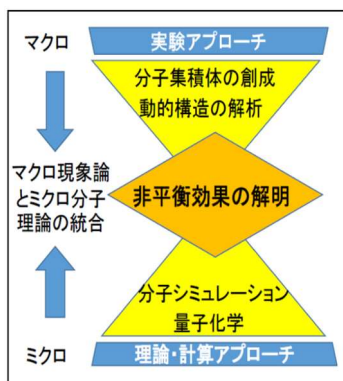 マクロ
実験アプローチ
分子集積体の創成
動的構造の解析
マクロ現象論
とミクロ分子
理論の統合
非平衡効果の解明
分子シミュレーション
量子化学
ミクロ
理論・計算アプローチ